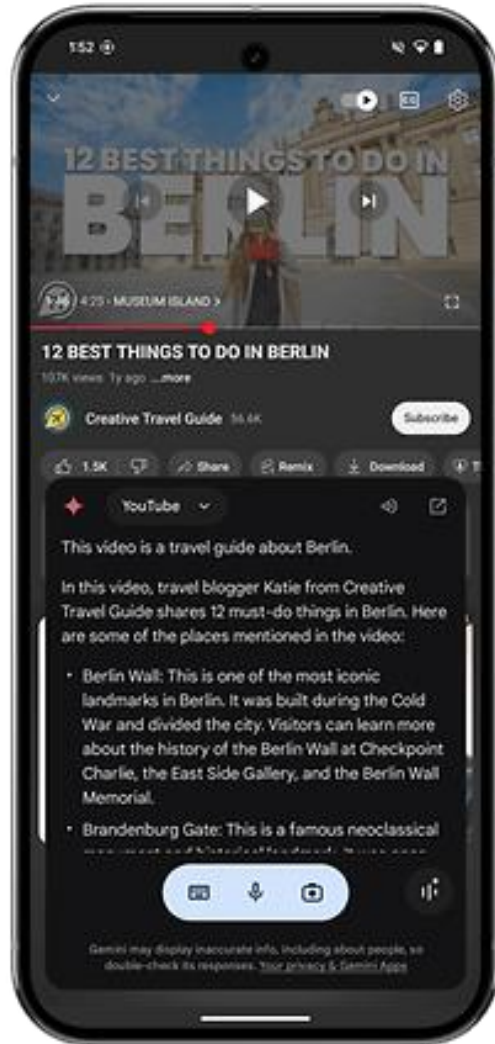 1:52
12 BEST THINGS TO DO IN
BERLIN
4:23 • MUSEUM ISLAND >
12 BEST THINGS TO DO IN BERLIN
107K views 1y ago ...more
Creative Travel Guide 56.6K
Subscribe
1.5K Share Remix Download
YouTube
This video is a travel guide about Berlin.
In this video, travel blogger Katie from Creative
Travel Guide shares 12 must-do things in Berlin. Here
are some of the places mentioned in the video:
• Berlin Wall: This is one of the most iconic
landmarks in Berlin. It was built during the Cold
War and divided the city. Visitors can learn more
about the history of the Berlin Wall at Checkpoint
Charlie, the East Side Gallery, and the Berlin Wall
Memorial.
• Brandenburg Gate: This is a famous neoclassical
Gemini may display inaccurate info, including about people, so
double-check its responses. Your privacy & Gemini Apps